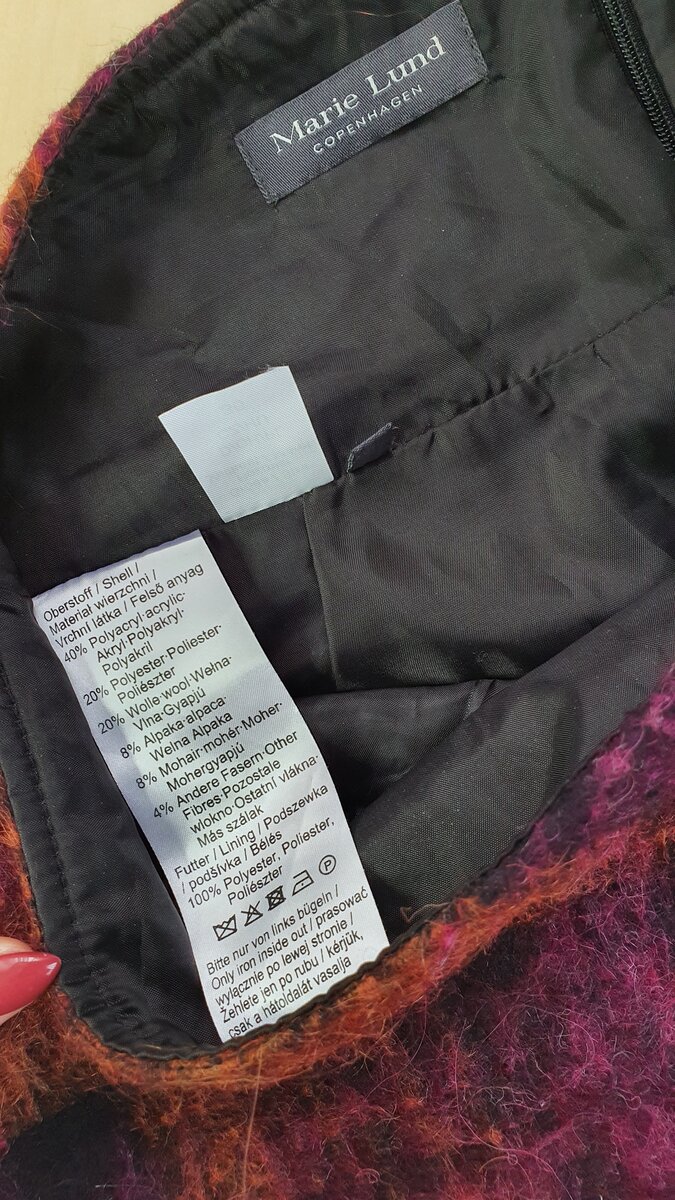 Marie Lund
COPENHAGEN
Oberstoff / Shell /
Materiał wierzchni /
Vrchní látka / Felső anyag
40% Polyacryl·acrylic·
Akryl·Polyakryl·
Polyakril
20% Polyester·Poliester·
Poliészter
20% Wolle·wool·Wełna·
Vlna·Gyapjú
8% Alpaka·alpaca·
Wełna Alpaka
8% Mohair·mohér·Moher·
Mohergyapjú
4% Andere Fasern·Other
Fibres·Pozostałe
włokno·Ostatní vlákna·
Más szálak
Futter / Lining / Podszewka
/ podšívka / Bélés
100% Polyester, Poliester,
Poliészter
P
Bitte nur von links bügeln /
Only iron inside out / prasować
wyłącznie po lewej stronie /
Žehlete jen po rubu / kérjük,
csak a hátoldalát vasalja